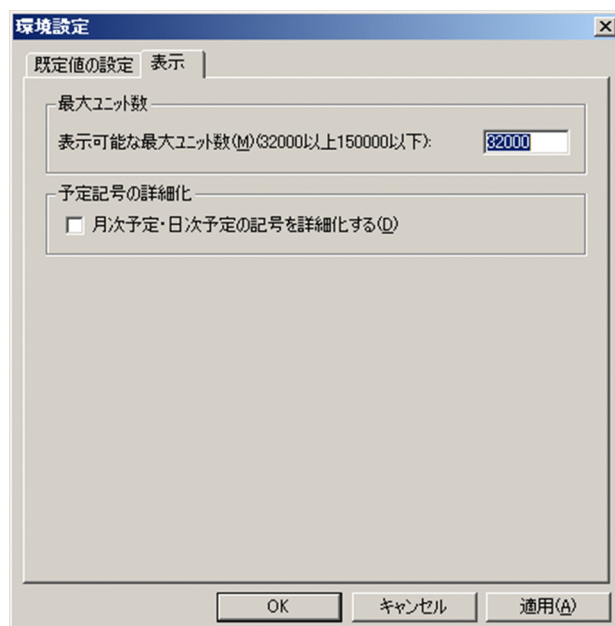 環境設定
既定値の設定 表示
最大ユニット数
表示可能な最大ユニット数(M)(32000以上150000以下): 32000
予定記号の詳細化
月次予定・日次予定の記号を詳細化する(D)
OK キャンセル 適用(A)